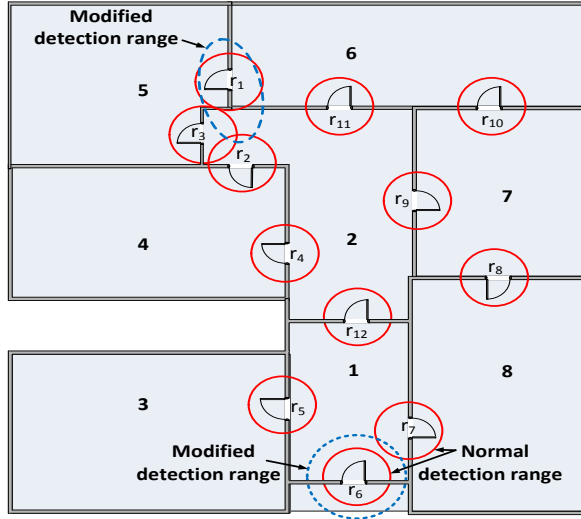 Modified
detection range
6
5
r1
r11
r10
r3
r2
r9
7
4
2
r4
r8
r12
1
8
3
r5
r7
Modified
detection range
Normal
detection range
r6